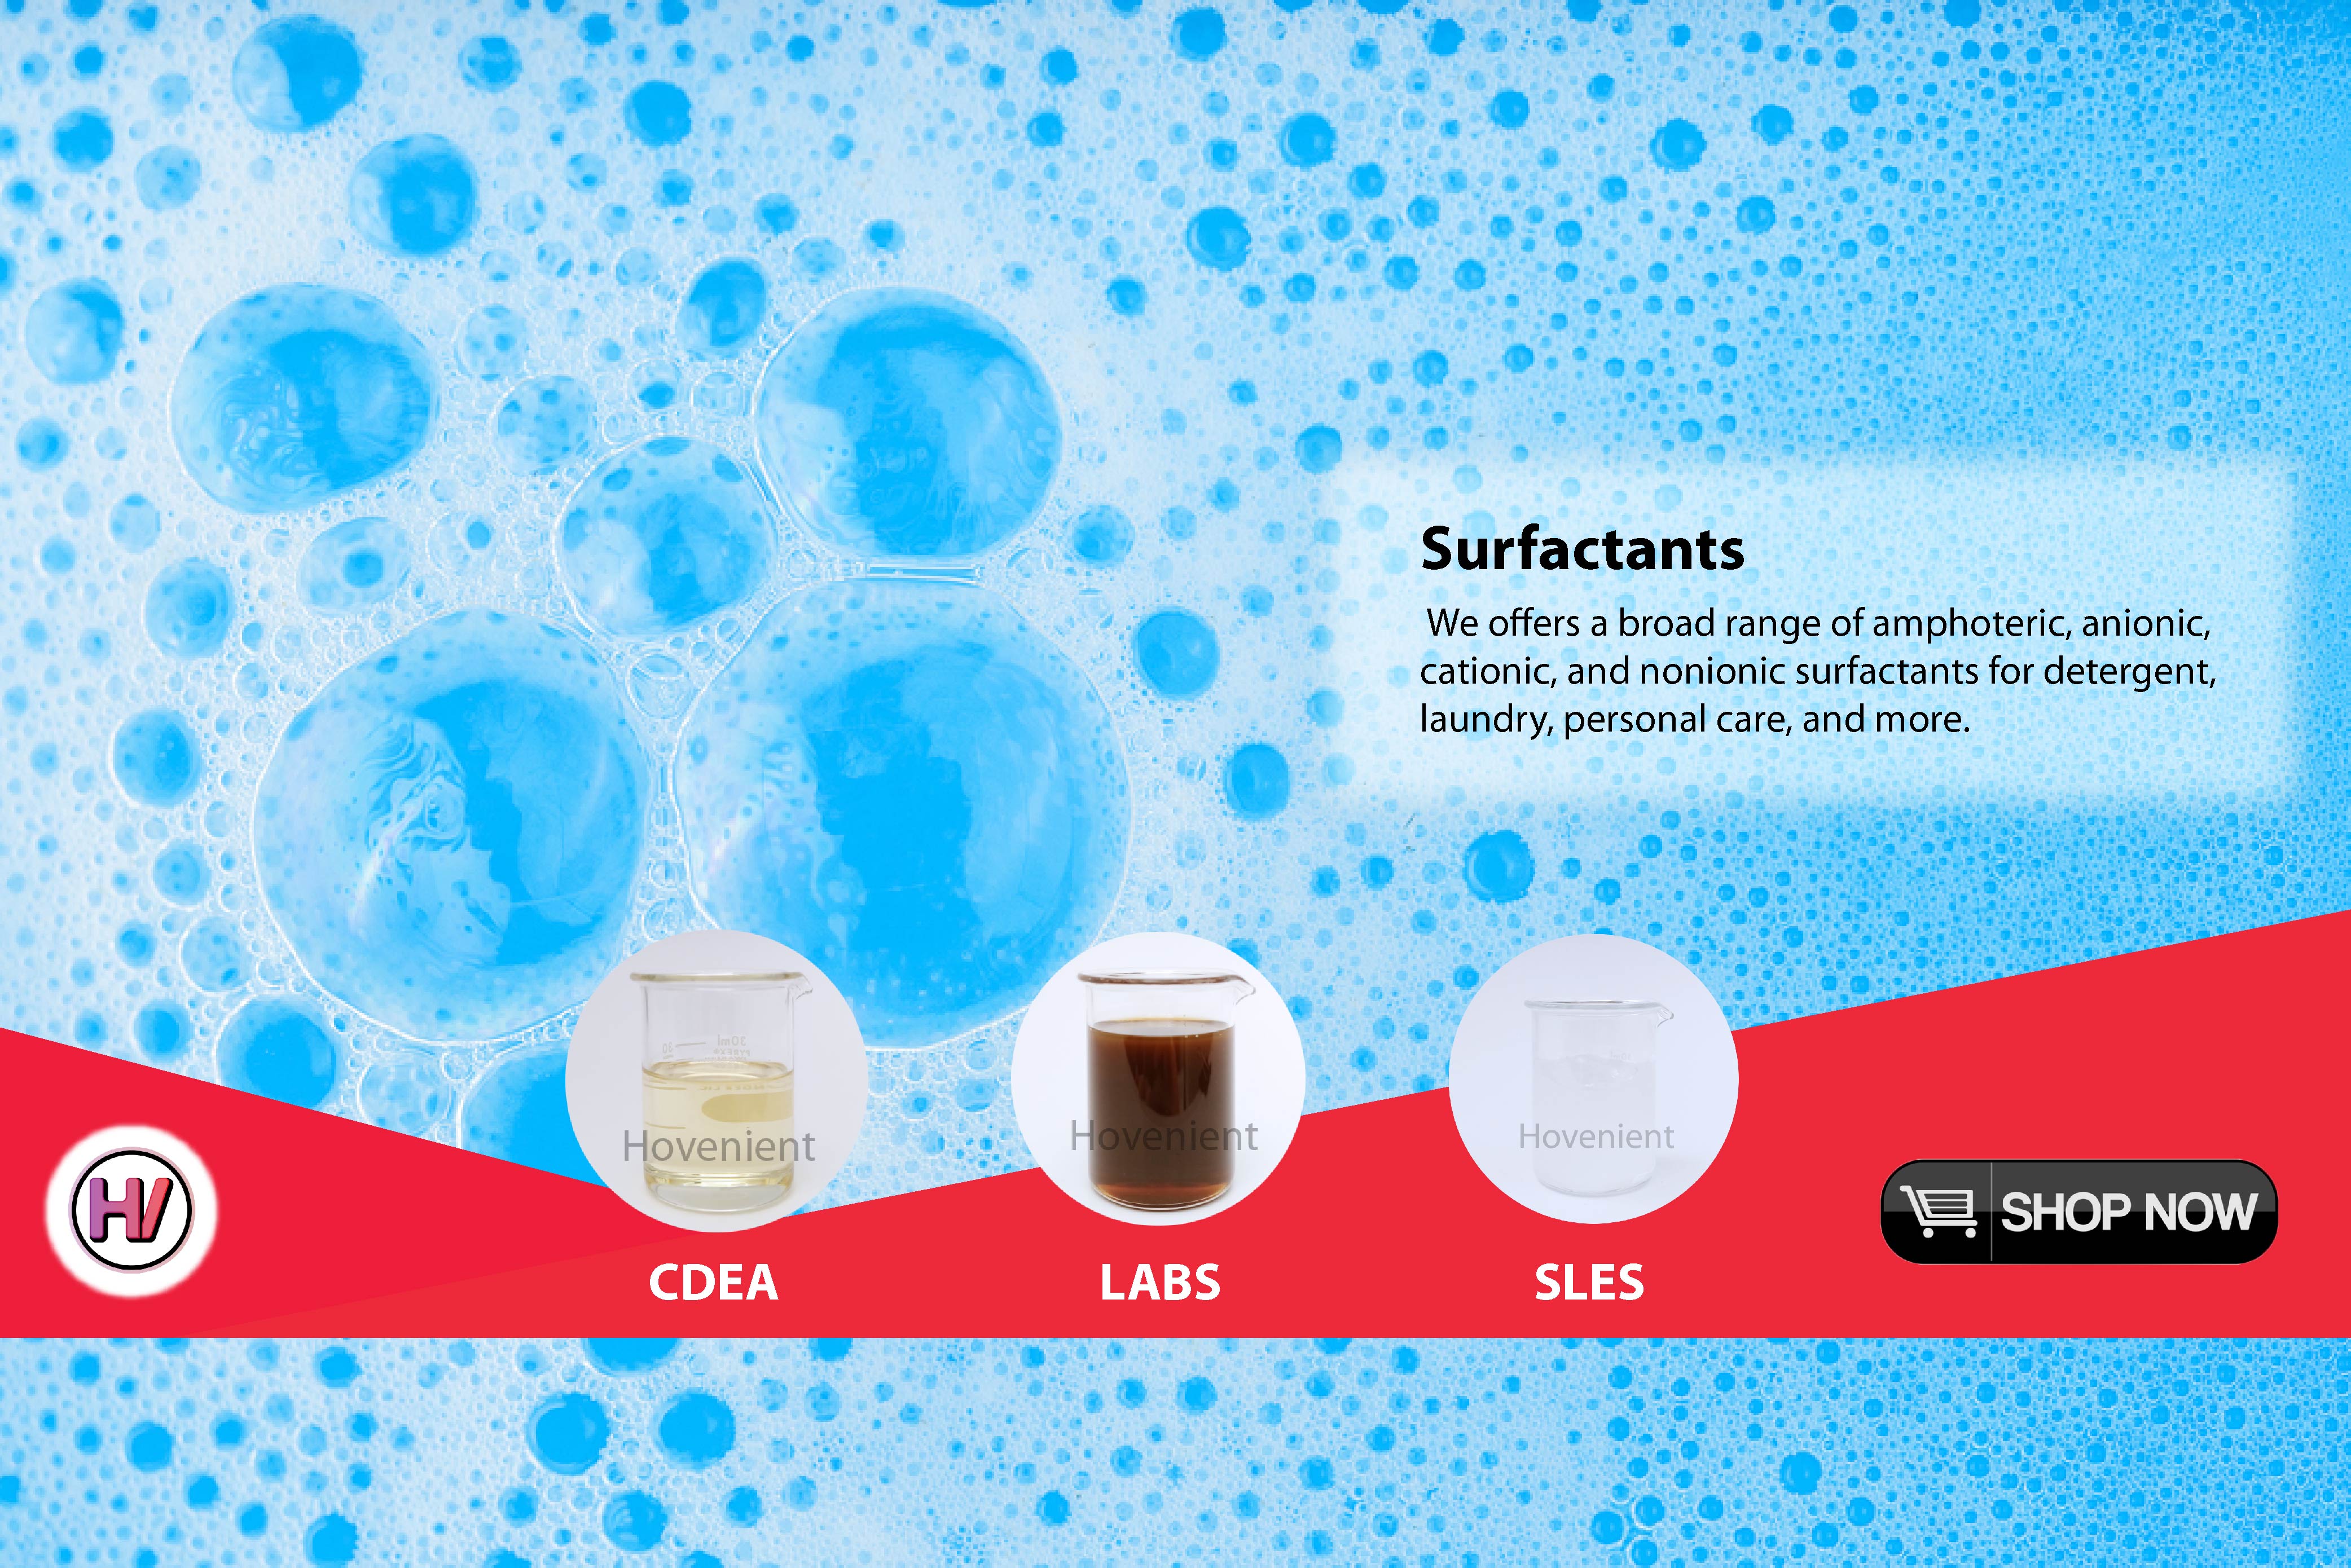 Surfactants
We offers a broad range of amphoteric, anionic,
cationic, and nonionic surfactants for detergent,
laundry, personal care, and more.
Hovenient
Hovenient
Hovenient
HV
SHOP NOW
CDEA
LABS
SLES